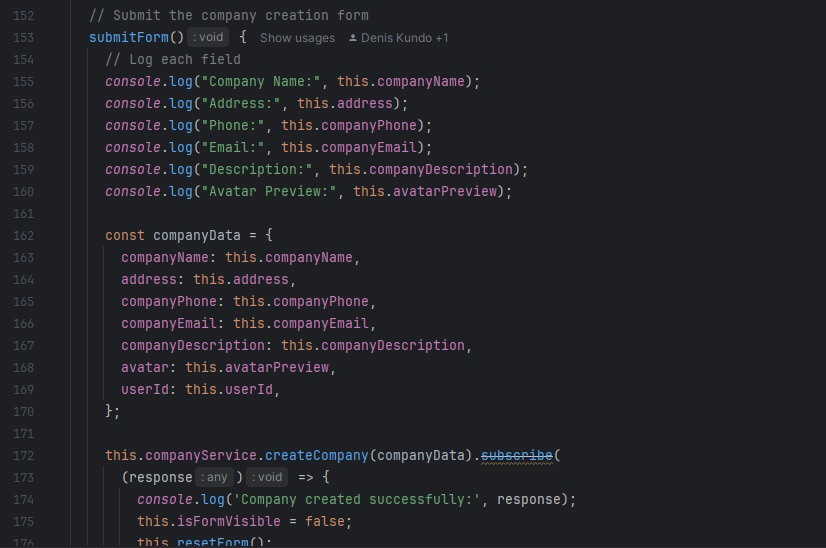 152 // Submit the company creation form
153 submitForm() : void { Show usages Denis Kundo +1
154 // Log each field
155 console.log("Company Name:", this.companyName);
156 console.log("Address:", this.address);
157 console.log("Phone:", this.companyPhone);
158 console.log("Email:", this.companyEmail);
159 console.log("Description:", this.companyDescription);
160 console.log("Avatar Preview:", this.avatarPreview);
161
162 const companyData = {
163 companyName: this.companyName,
164 address: this.address,
165 companyPhone: this.companyPhone,
166 companyEmail: this.companyEmail,
167 companyDescription: this.companyDescription,
168 avatar: this.avatarPreview,
169 userId: this.userId,
170 };
171
172 this.companyService.createCompany(companyData).subscribe(
173 (response : any ) : void => {
174 console.log('Company created successfully:', response);
175 this.isFormVisible = false;
176 this.resetForm();